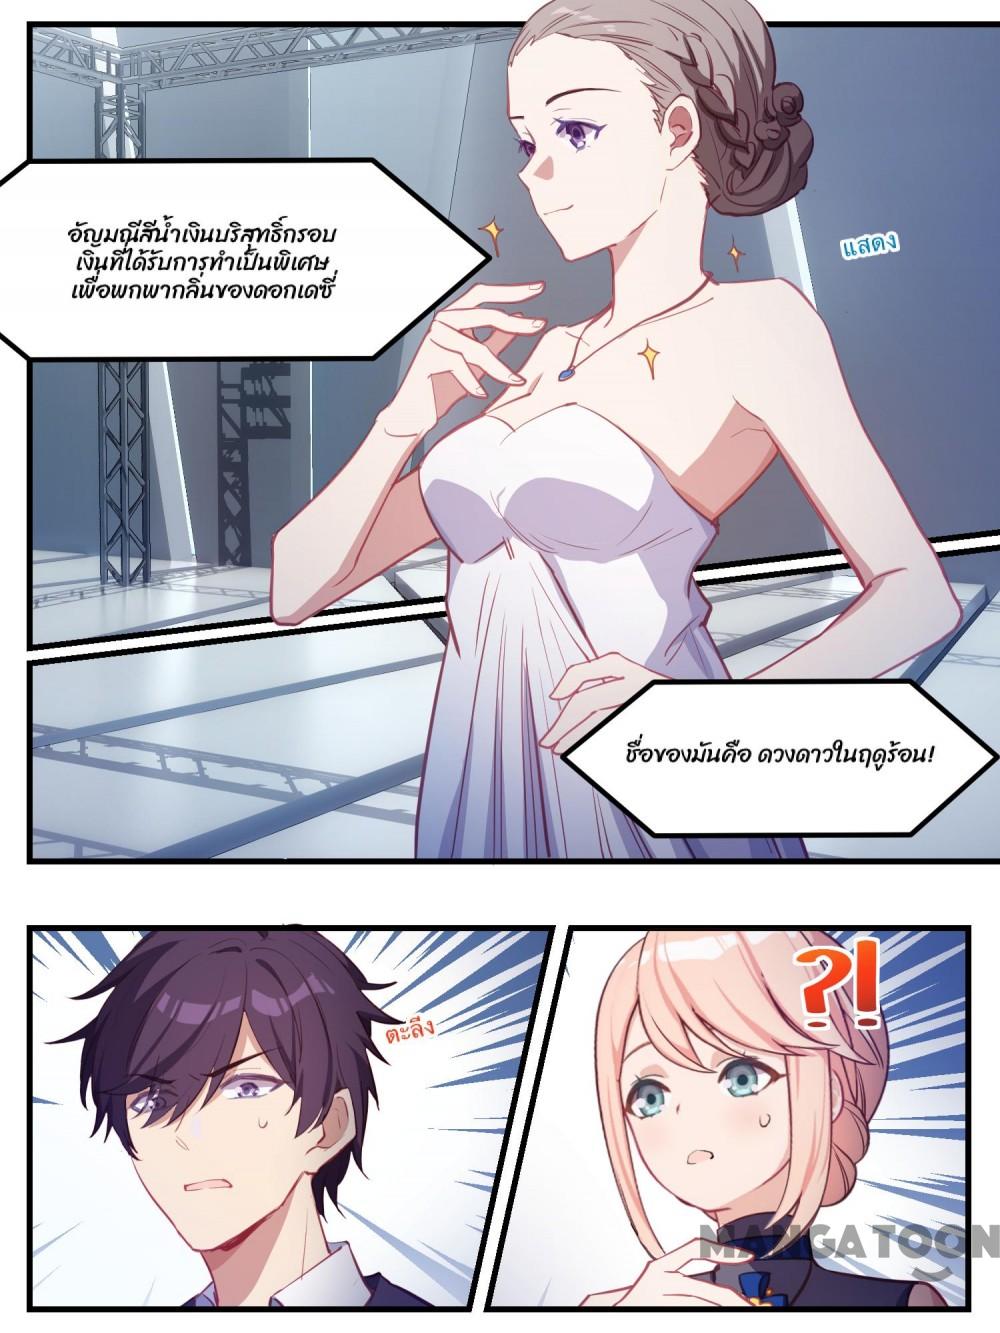 อัญมณีสีน้ำเงินบริสุทธิ์กรอบ
เงินที่ได้รับการทำเป็นพิเศษ
เพื่อพกพากลิ่นของดอกเดซี่
แสดง
ชื่อของมันคือ ดวงดาวในฤดูร้อน!
ตะลึง
?!
MANGATOON